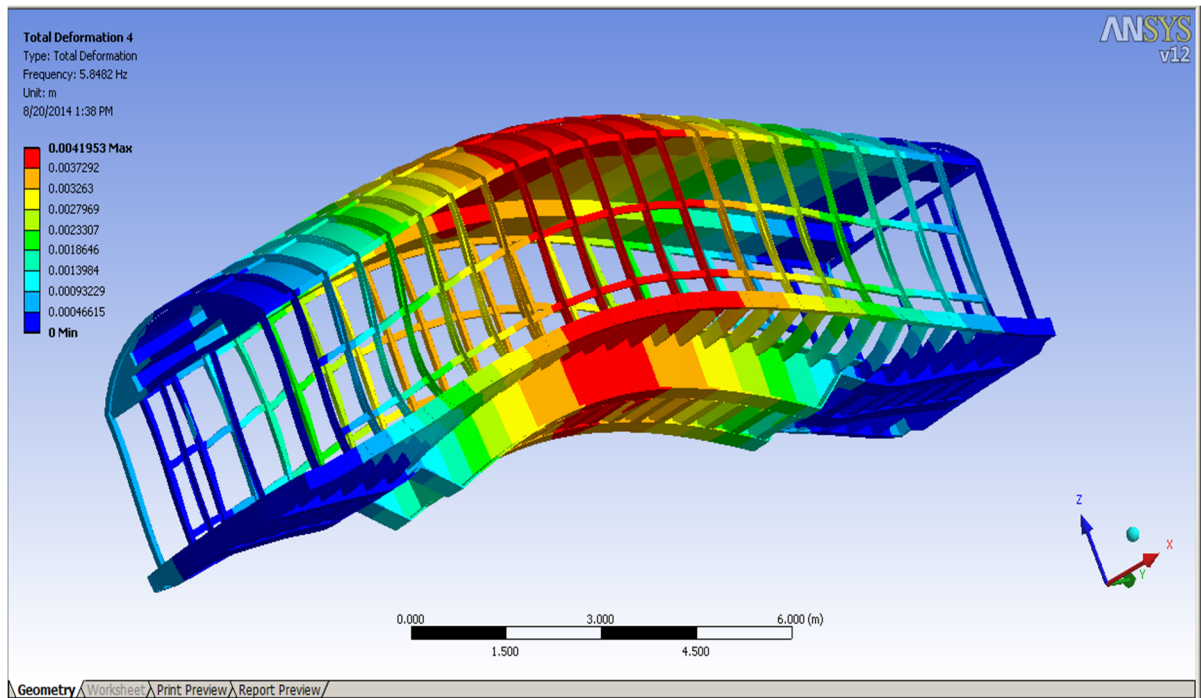 Total Deformation 4
Type: Total Deformation
Frequency: 5.8482 Hz
Unit: m
8/20/2014 1:38 PM
0.0041953 Max
0.0037292
0.003263
0.0027969
0.0023307
0.0018646
0.0013984
0.00093229
0.00046615
0 Min
ANSYS
v12
Z
X
Y
0.000 3.000 6.000 (m)
1.500 4.500
Geometry Worksheet Print Preview Report Preview